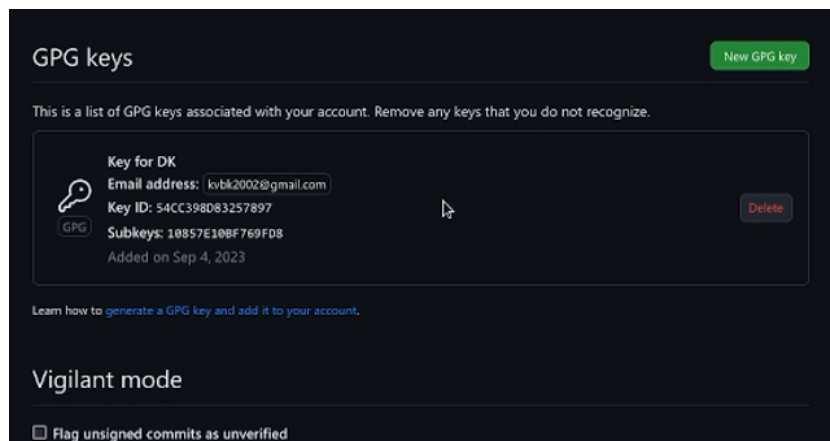 GPG keys
New GPG key
This is a list of GPG keys associated with your account. Remove any keys that you do not recognize.
Key for DK
Email address: kvbk2002@gmail.com
Key ID: 54CC398D83257897
GPG
Subkeys: 10857E10BF769FD8
Delete
Added on Sep 4, 2023
Learn how to generate a GPG key and add it to your account.
Vigilant mode
Flag unsigned commits as unverified